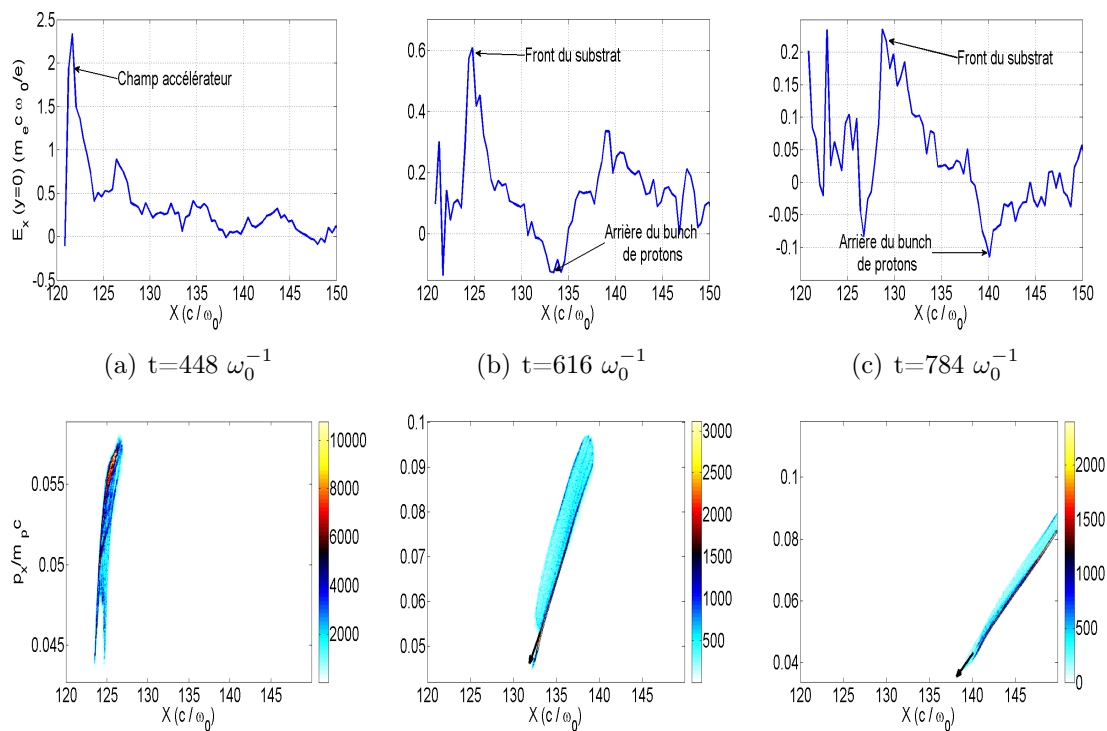 2.5
2
1.5
1
0.5
0
-0.5
E_x (y=0) (m_e c ω_0/e)
Champ accélérateur
120 125 130 135 140 145 150
X (c / ω_0)
(a) t=448 ω_0^{-1}
0.6
0.4
0.2
0
Front du substrat
Arrière du bunch
de protons
120 125 130 135 140 145 150
X (c / ω_0)
(b) t=616 ω_0^{-1}
0.2
0.15
0.1
0.05
0
-0.05
-0.1
Front du substrat
Arrière du bunch
de protons
120 125 130 135 140 145 150
X (c / ω_0)
(c) t=784 ω_0^{-1}
0.055
0.05
0.045
p_x/m_p c
120 125 130 135 140 145
X (c / ω_0)
10000
8000
6000
4000
2000
0.1
0.09
0.08
0.07
0.06
0.05
120 125 130 135 140 145 150
X (c / ω_0)
3000
2500
2000
1500
1000
500
0.1
0.08
0.06
0.04
120 125 130 135 140 145
X (c / ω_0)
2000
1500
1000
500
0